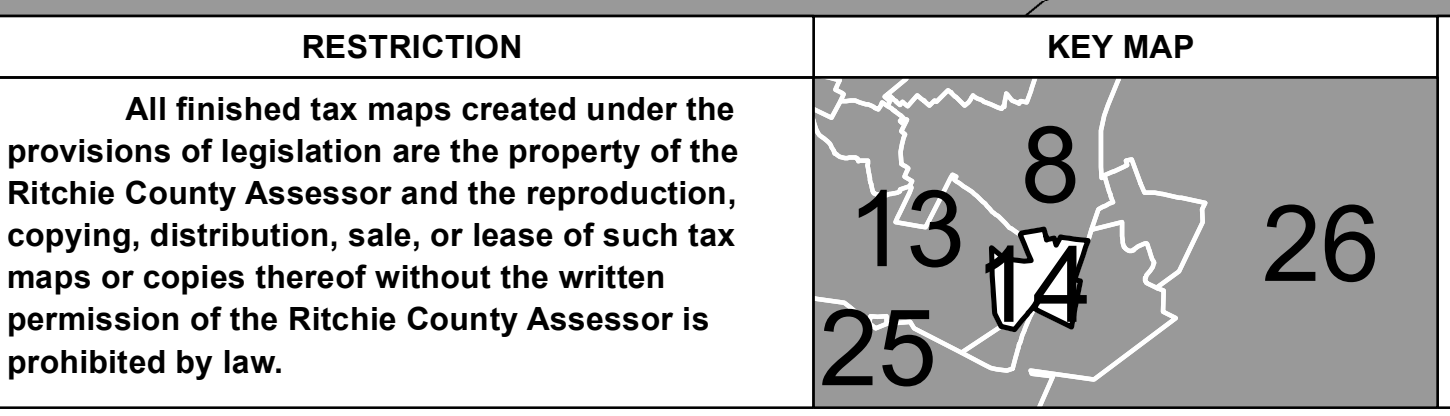 RESTRICTION
All finished tax maps created under the
provisions of legislation are the property of the
Ritchie County Assessor and the reproduction,
copying, distribution, sale, or lease of such tax
maps or copies thereof without the written
permission of the Ritchie County Assessor is
prohibited by law.
KEY MAP
8
13
26
14
25